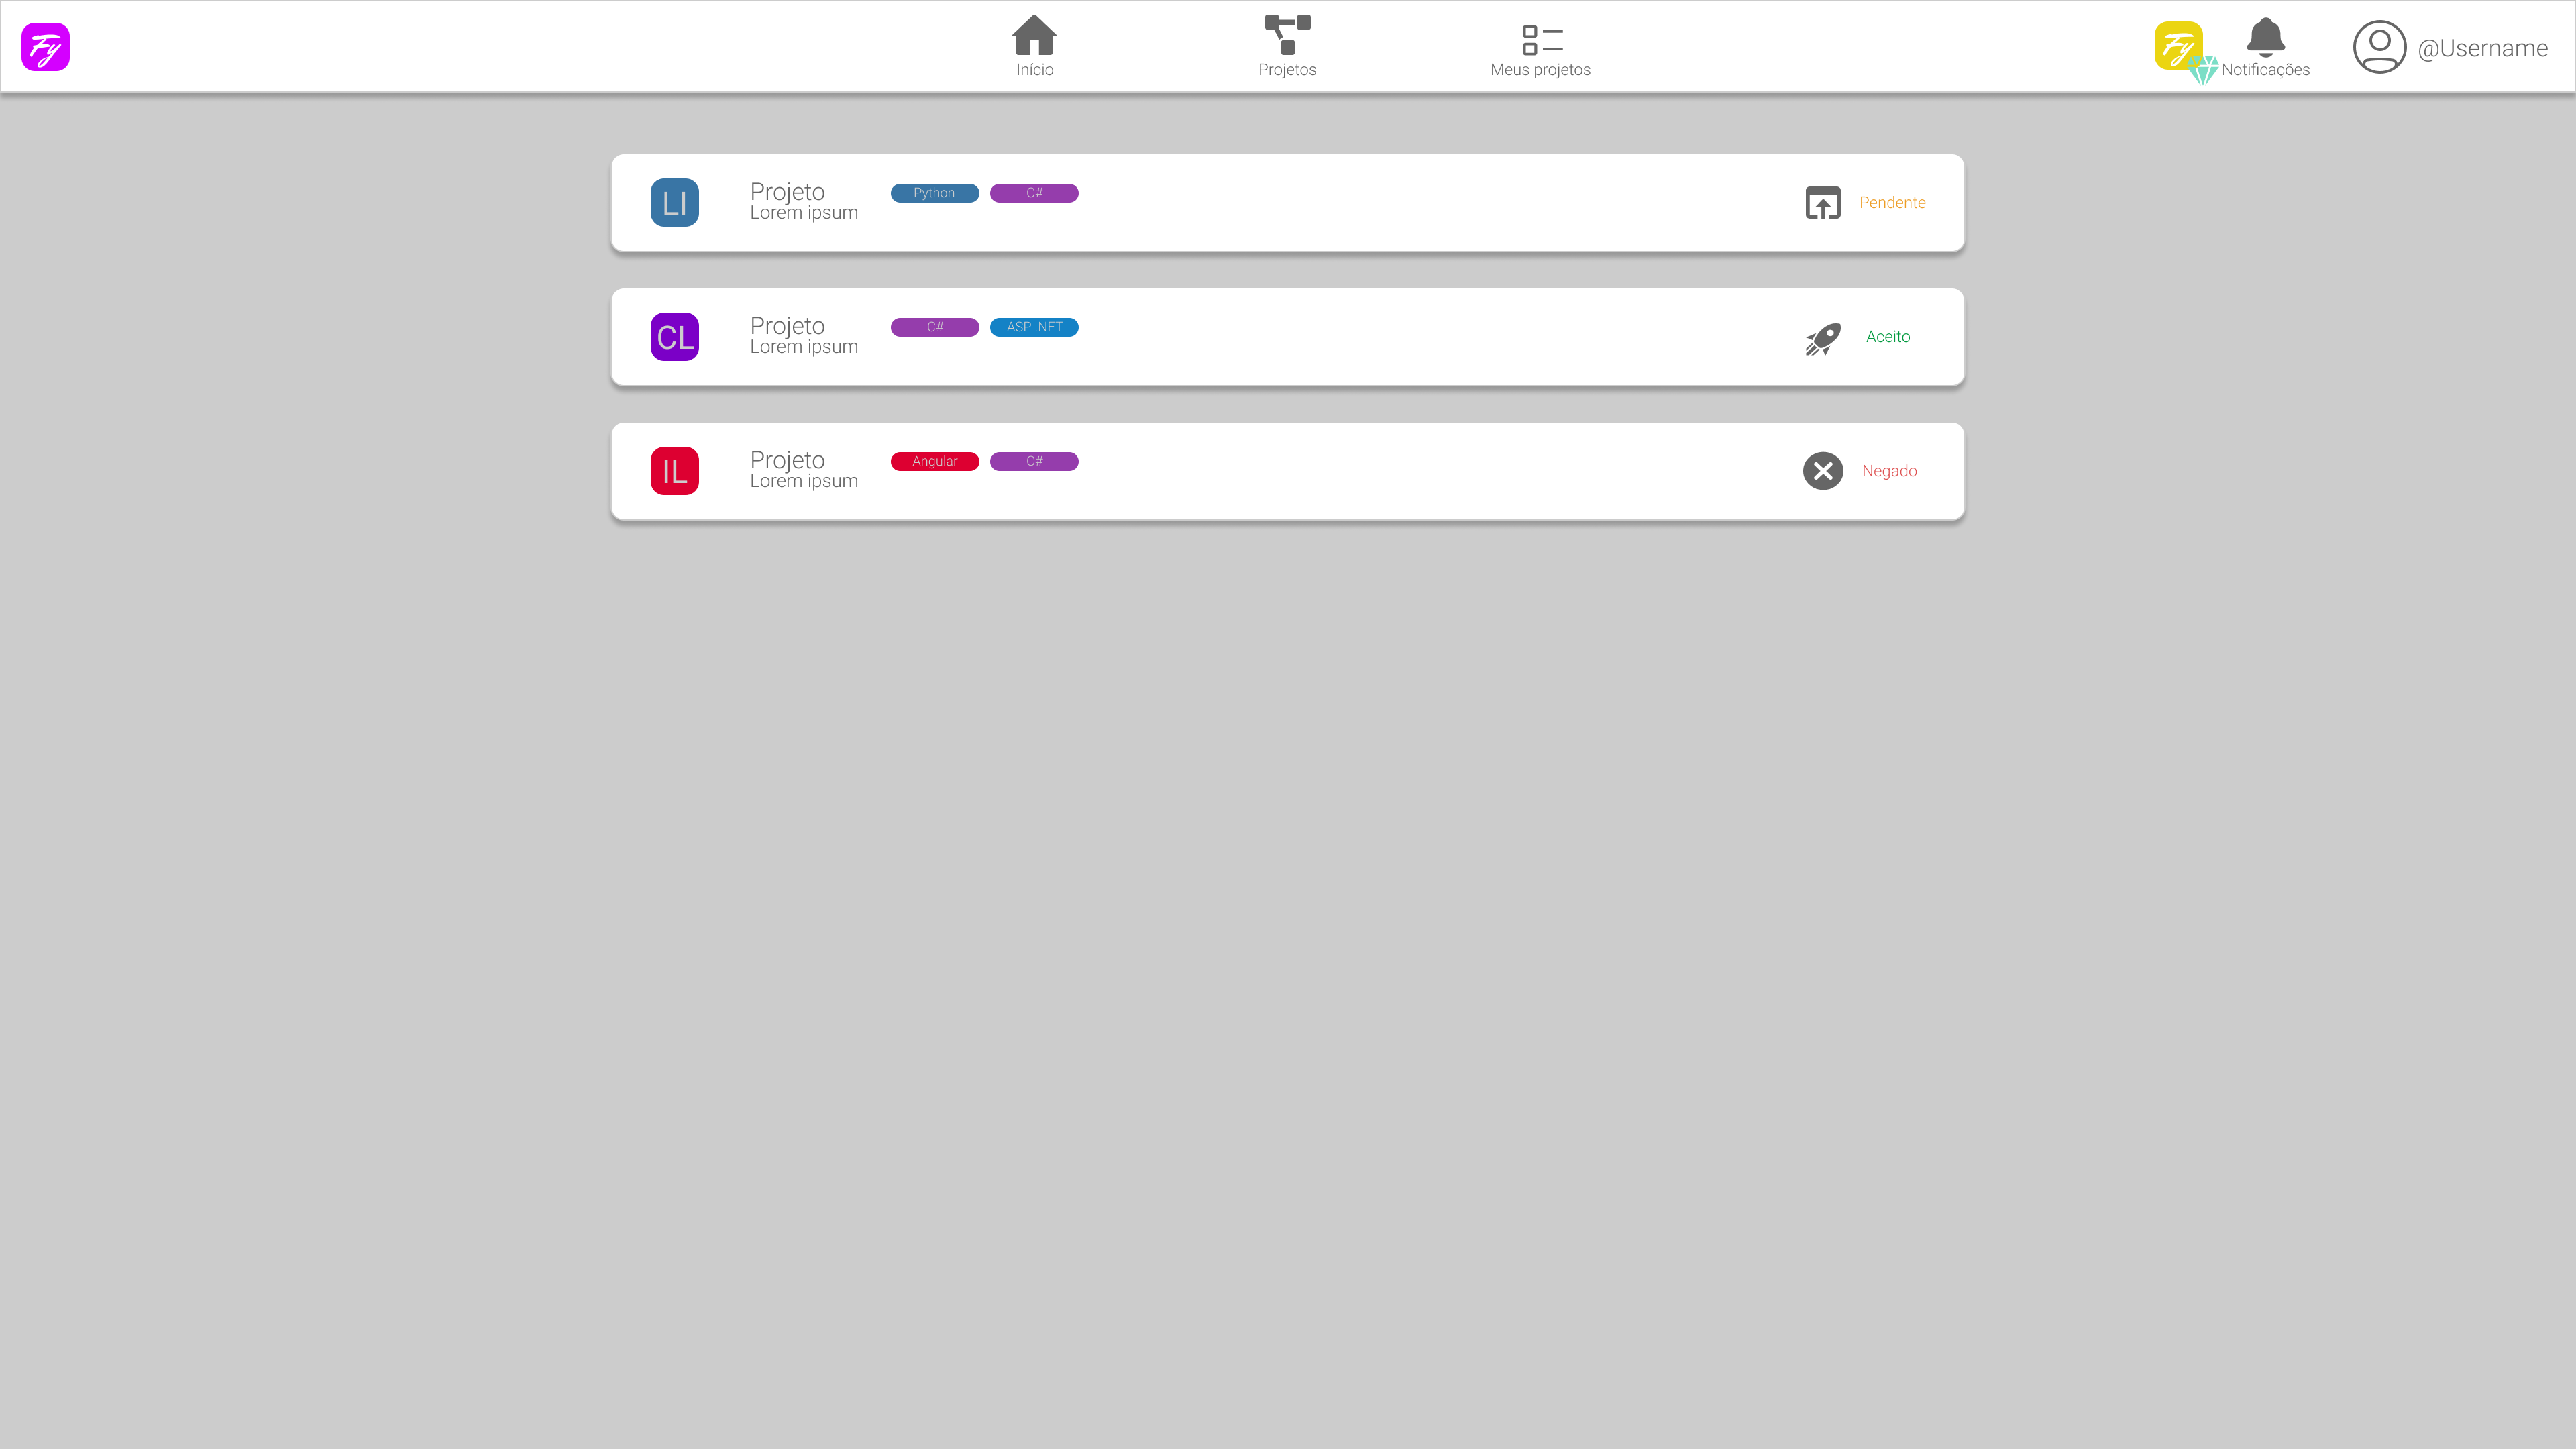 Fy
Início
Projetos
Meus projetos
Fy
Notificações
@Username
LI
Projeto
Lorem ipsum
Python
C#
Pendente
CL
Projeto
Lorem ipsum
C#
ASP .NET
Aceito
IL
Projeto
Lorem ipsum
Angular
C#
Negado